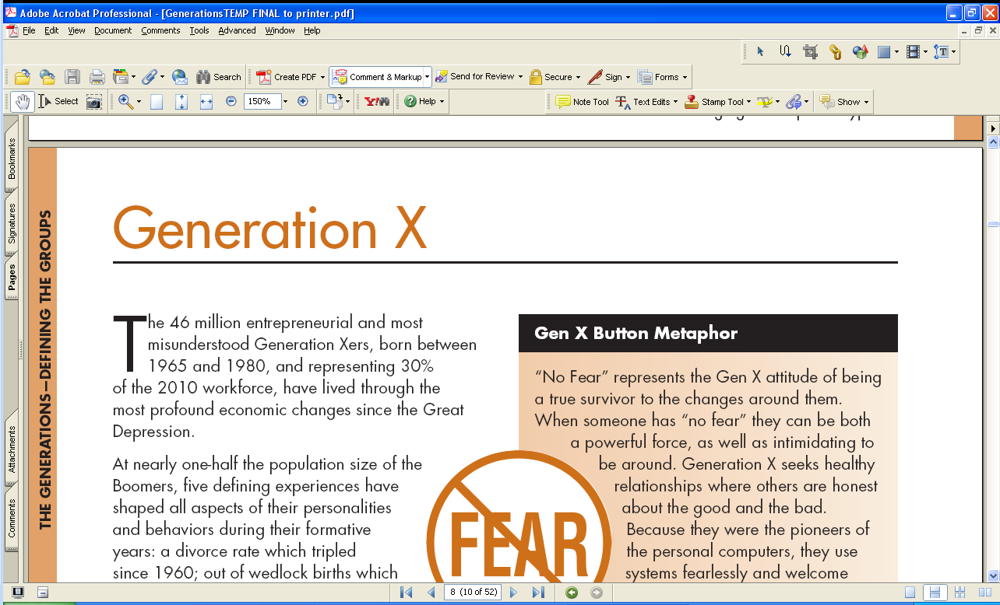 Adobe Acrobat Professional - [GenerationsTEMP FINAL to printer.pdf]
File Edit View Document Comments Tools Advanced Window Help
Search Create PDF Comment & Markup Send for Review Secure Sign Forms
Select 150% Y! Help Note Tool Text Edits Stamp Tool Show
Bookmarks
Signatures
Pages
Attachments
Comments
THE GENERATIONS—DEFINING THE GROUPS
Generation X
The 46 million entrepreneurial and most
misunderstood Generation Xers, born between
1965 and 1980, and representing 30%
of the 2010 workforce, have lived through the
most profound economic changes since the Great
Depression.
At nearly one-half the population size of the
Boomers, five defining experiences have
shaped all aspects of their personalities
and behaviors during their formative
years: a divorce rate which tripled
since 1960; out of wedlock births which
Gen X Button Metaphor
“No Fear” represents the Gen X attitude of being
a true survivor to the changes around them.
When someone has “no fear” they can be both
a powerful force, as well as intimidating to
be around. Generation X seeks healthy
relationships where others are honest
about the good and the bad.
Because they were the pioneers of
the personal computers, they use
systems fearlessly and welcome
FEAR
8 (10 of 52)